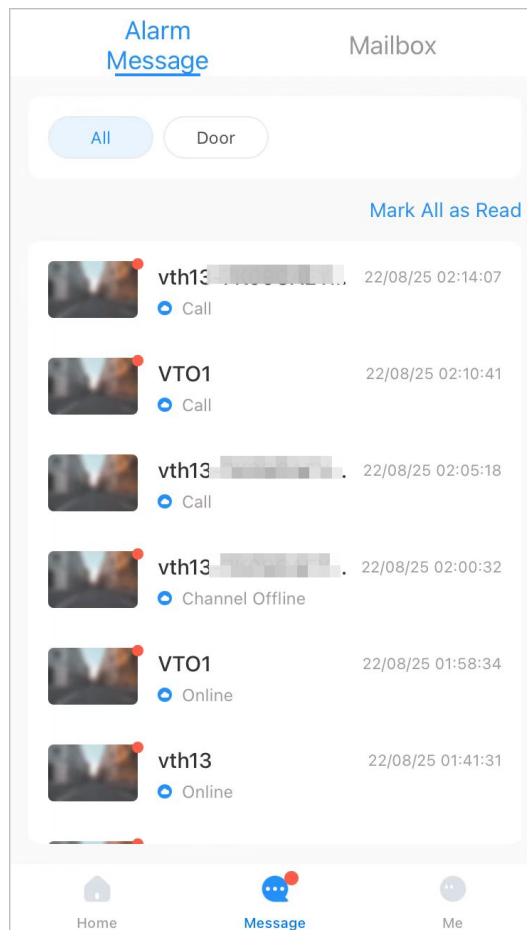 Alarm
Message
Mailbox
All
Door
Mark All as Read
vth13 22/08/25 02:14:07
Call
VTO1 22/08/25 02:10:41
Call
vth13 . 22/08/25 02:05:18
Call
vth13 . 22/08/25 02:00:32
Channel Offline
VTO1 22/08/25 01:58:34
Online
vth13 22/08/25 01:41:31
Online
Home
Message
Me